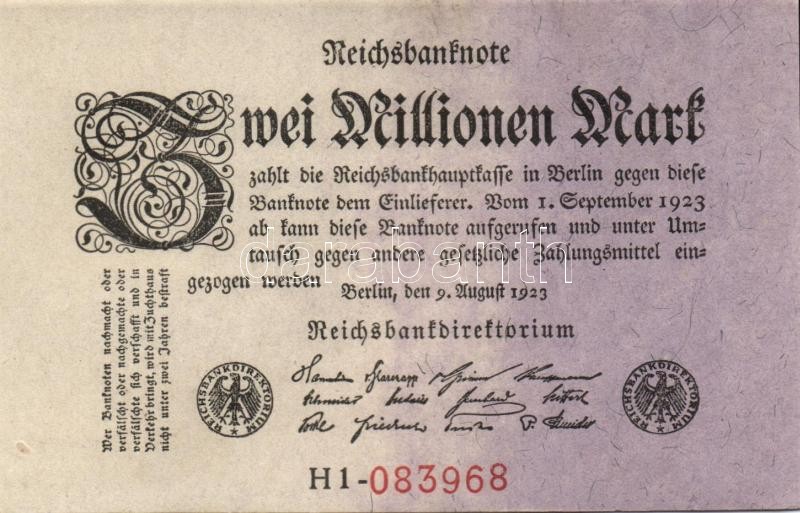 Reichsbanknote
Zwei Millionen Mark
zahlt die Reichsbankhauptkasse in Berlin gegen diese
Banknote dem Einlieferer. Vom 1. September 1923
ab kann diese Banknote aufgerufen und unter Um-
tausch gegen andere gesetzliche Zahlungsmittel ein-
gezogen werden
Berlin, den 9. August 1923
Reichsbankdirektorium
Wer Banknoten nachmacht oder
verfälscht oder nachgemachte oder
verfälschte sich verschafft und in
Verkehr bringt, wird mit Zuchthaus
nicht unter zwei Jahren bestraft
REICHSBANKDIREKTORIUM
REICHSBANKDIREKTORIUM
H1-083968
darabanth